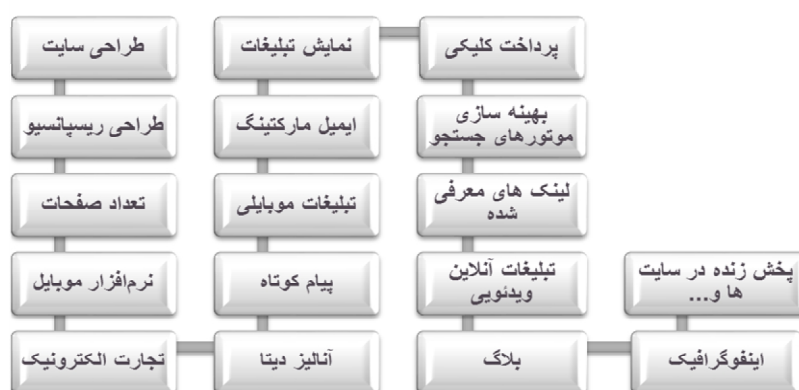 طراحی سایت
طراحی ریسپانسیو
تعداد صفحات
نرم‌افزار موبایل
تجارت الکترونیک
آنالیز دیتا
پیام کوتاه
تبلیغات موبایلی
ایمیل مارکتینگ
نمایش تبلیغات
پرداخت کلیکی
بهینه سازی
موتورهای جستجو
لینک های معرفی
شده
تبلیغات آنلاین
ویدئویی
بلاگ
اینفوگرافیک
پخش زنده در سایت
ها و...